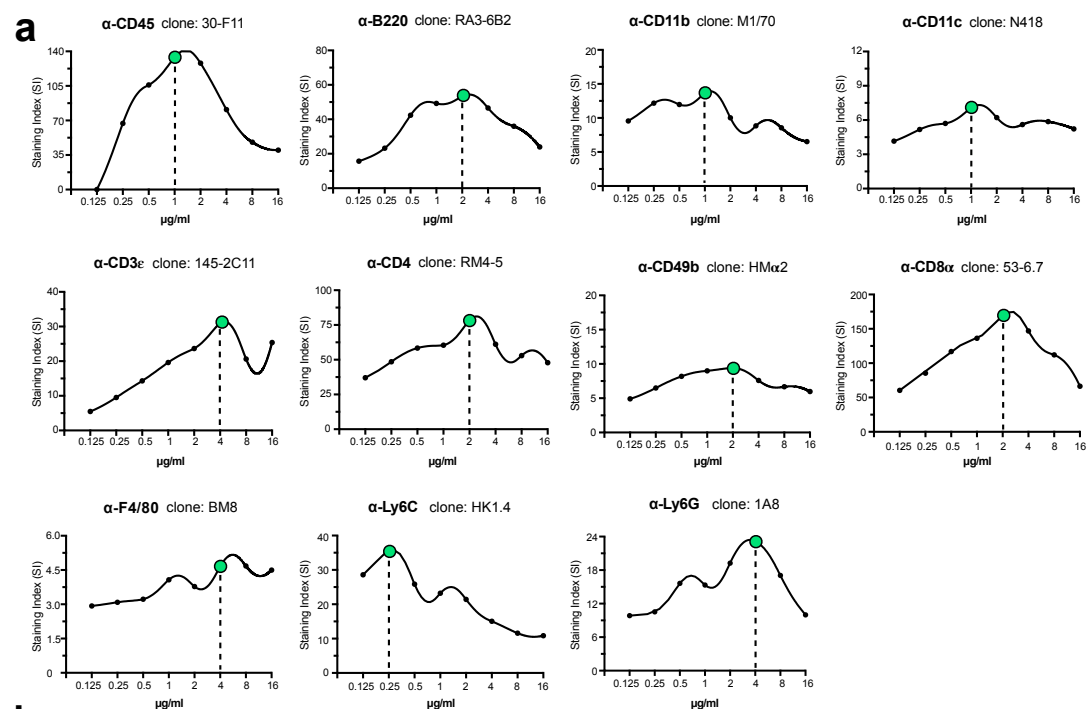 a
α-CD45 clone: 30-F11
Staining Index (SI)
140
105
70
35
0
0.125 0.25 0.5 1 2 4 8 16
µg/ml
α-B220 clone: RA3-6B2
Staining Index (SI)
80
60
40
20
0
0.125 0.25 0.5 1 2 4 8 16
µg/ml
α-CD11b clone: M1/70
Staining Index (SI)
20
15
10
5
0
0.125 0.25 0.5 1 2 4 8 16
µg/ml
α-CD11c clone: N418
Staining Index (SI)
12
9
6
3
0
0.125 0.25 0.5 1 2 4 8 16
µg/ml
α-CD3ε clone: 145-2C11
Staining Index (SI)
40
30
20
10
0
0.125 0.25 0.5 1 2 4 8 16
µg/ml
α-CD4 clone: RM4-5
Staining Index (SI)
100
75
50
25
0
0.125 0.25 0.5 1 2 4 8 16
µg/ml
α-CD49b clone: HMα2
Staining Index (SI)
20
15
10
5
0
0.125 0.25 0.5 1 2 4 8 16
µg/ml
α-CD8α clone: 53-6.7
Staining Index (SI)
200
150
100
50
0
0.125 0.25 0.5 1 2 4 8 16
µg/ml
α-F4/80 clone: BM8
Staining Index (SI)
6.0
4.5
3.0
1.5
0
0.125 0.25 0.5 1 2 4 8 16
µg/ml
α-Ly6C clone: HK1.4
Staining Index (SI)
40
30
20
10
0
0.125 0.25 0.5 1 2 4 8 16
µg/ml
α-Ly6G clone: 1A8
Staining Index (SI)
24
18
12
6
0
0.125 0.25 0.5 1 2 4 8 16
µg/ml